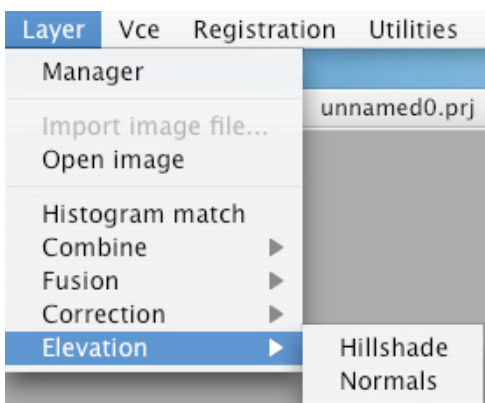 Layer Vce Registration Utilities
Manager
unnamed0.prj
Import image file...
Open image
Histogram match
Combine
Fusion
Correction
Elevation
Hillshade
Normals